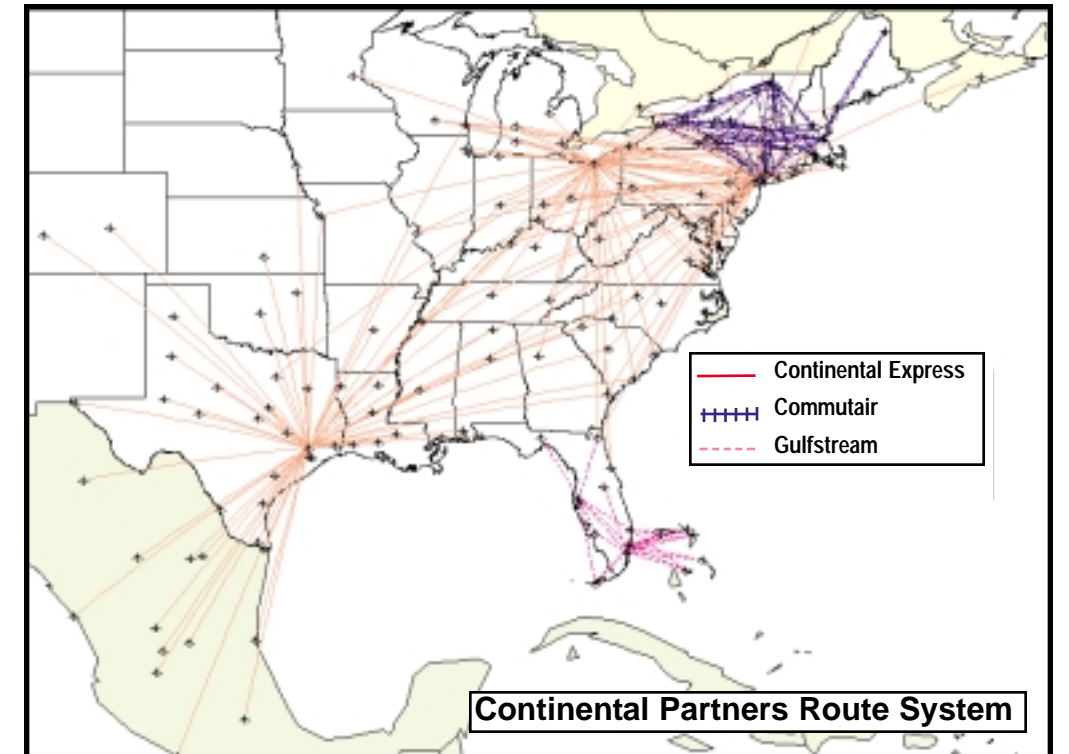 Continental Express
Commutair
Gulfstream
Continental Partners Route System